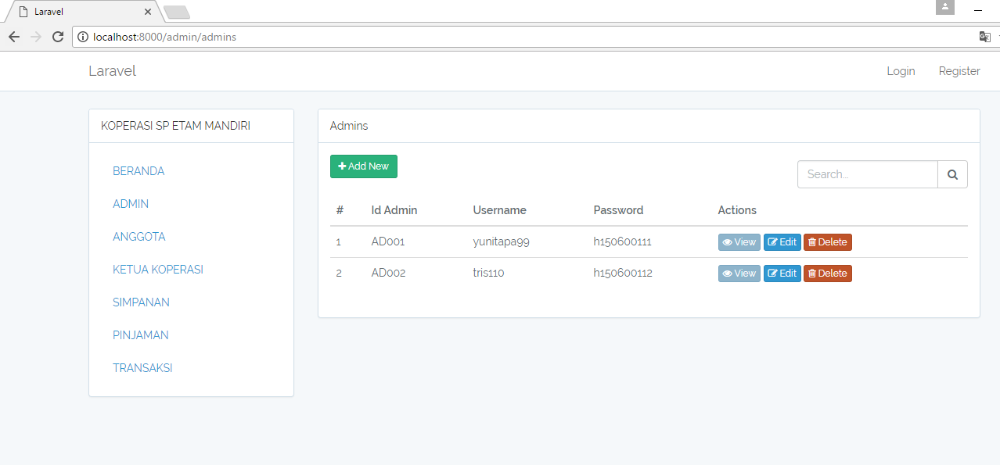 Laravel
localhost:8000/admin/admins
Laravel Login Register
KOPERASI SP ETAM MANDIRI
BERANDA
ADMIN
ANGGOTA
KETUA KOPERASI
SIMPANAN
PINJAMAN
TRANSAKSI
Admins
Add New
Search...
# Id Admin Username Password Actions
1 AD001 yunitapa99 h150600111 View Edit Delete
2 AD002 tris110 h150600112 View Edit Delete